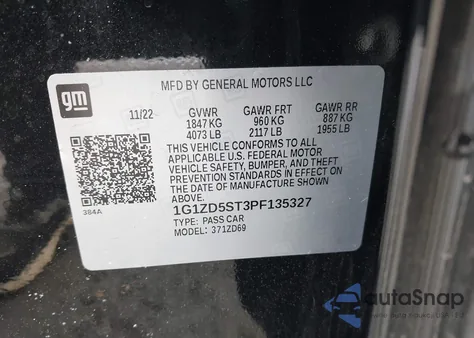 MFD BY GENERAL MOTORS LLC
gm
11/22 GVWR GAWR FRT GAWR RR
1847 KG 960 KG 887 KG
4073 LB 2117 LB 1955 LB
THIS VEHICLE CONFORMS TO ALL
APPLICABLE U.S. FEDERAL MOTOR
VEHICLE SAFETY, BUMPER, AND THEFT
PREVENTION STANDARDS IN EFFECT ON
THE DATE OF MANUFACTURE SHOWN
ABOVE.
384A
1G1ZD5ST3PF135327
TYPE: PASS CAR
MODEL: 371ZD69
autoSnap